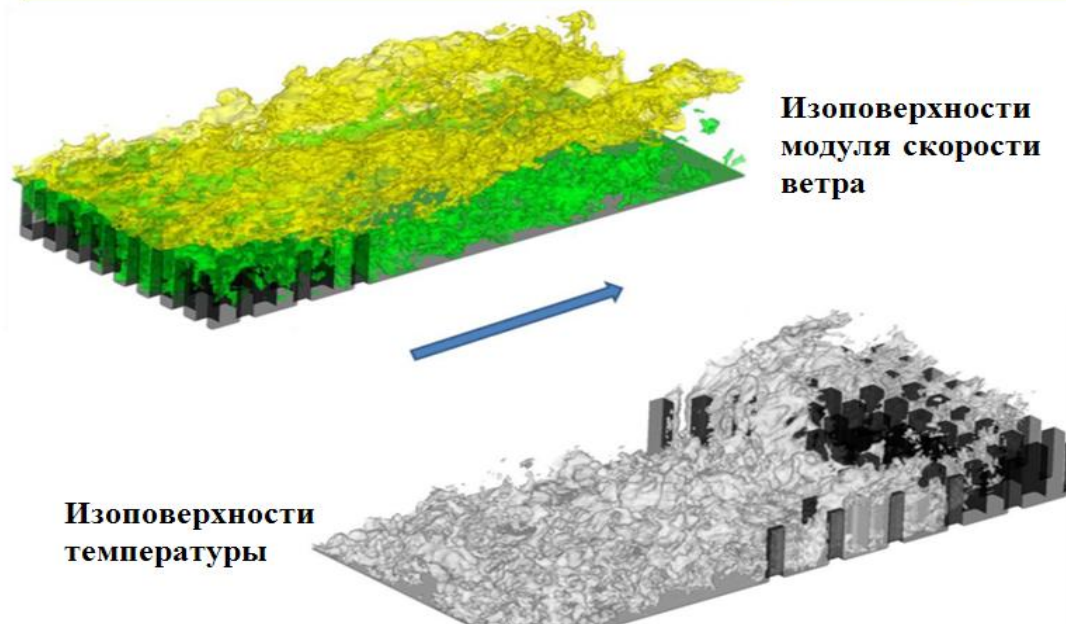 Изоповерхности
модуля скорости
ветра
Изоповерхности
температуры